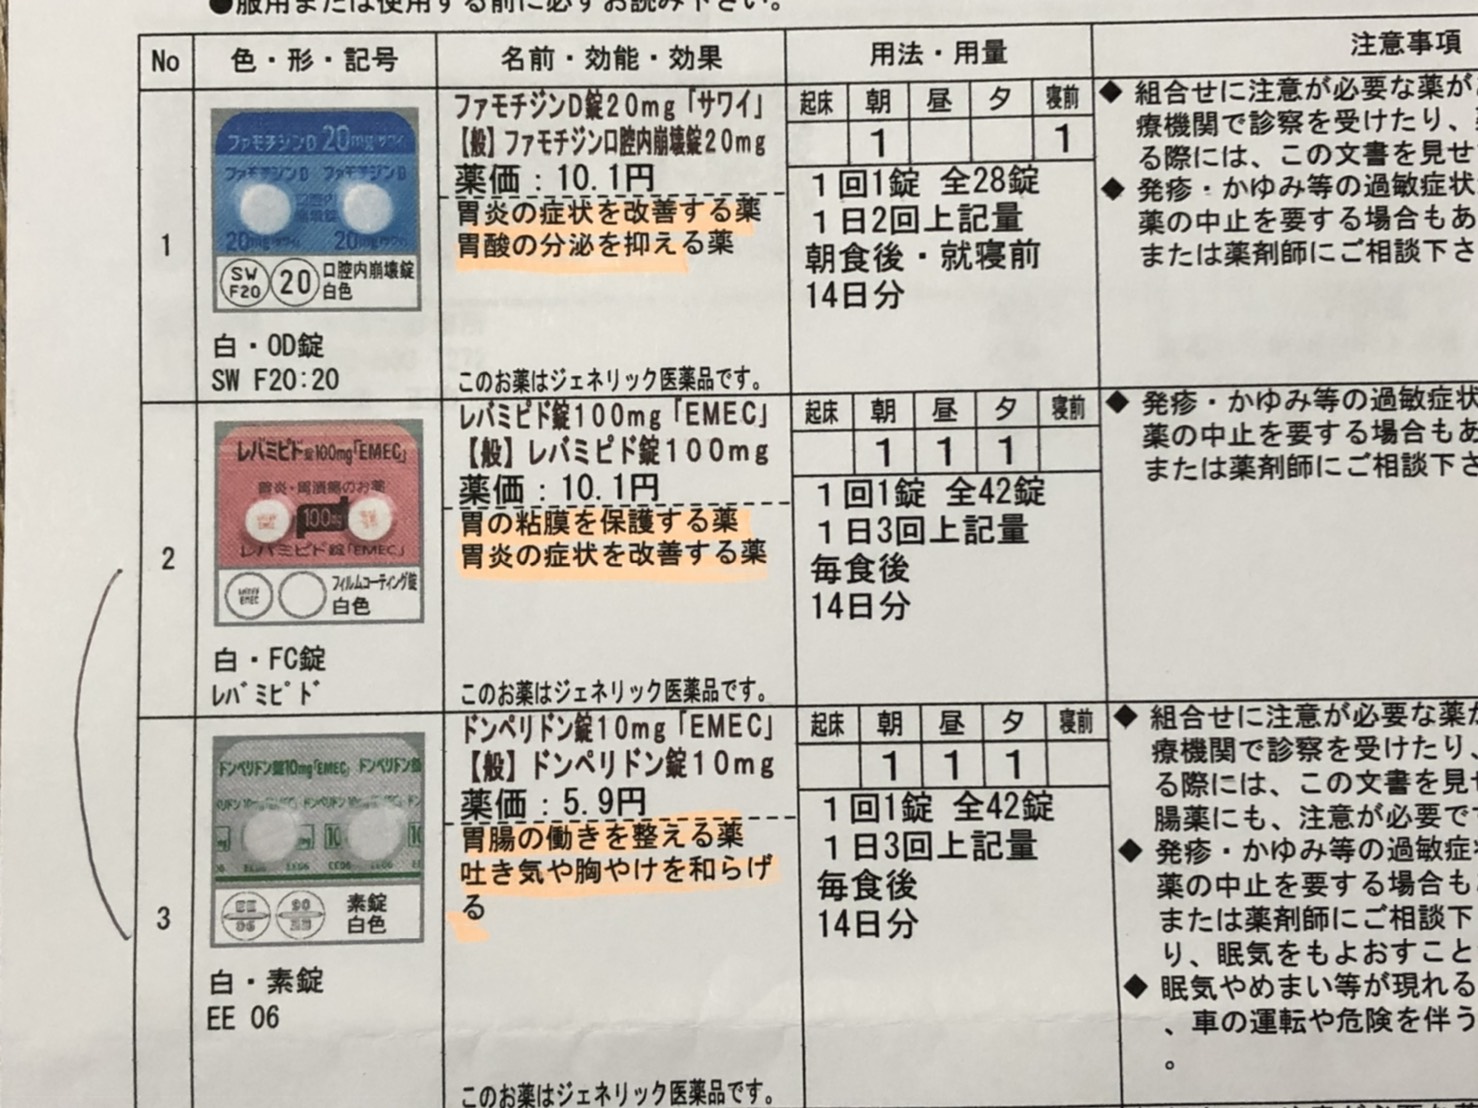 ●服用または使用する前に必ずお読み下さい。
No 色・形・記号 名前・効能・効果 用法・用量 注意事項
1
ファモチジンD 20mg サワイ
ファモチジンD ファモチジンD
口腔内
崩壊錠
20mg サワイ 20mg サワイ
SW F20 20 口腔内崩壊錠
白色
白・OD錠
SW F20:20
ファモチジンD錠20mg「サワイ」
【般】ファモチジン口腔内崩壊錠20mg
薬価：10.1円
胃炎の症状を改善する薬
胃酸の分泌を抑える薬
このお薬はジェネリック医薬品です。
起床 朝 昼 夕 寝前
1 1
1回1錠 全28錠
1日2回上記量
朝食後・就寝前
14日分
◆ 組合せに注意が必要な薬が
療機関で診察を受けたり、
る際には、この文書を見せ
◆ 発疹・かゆみ等の過敏症状
薬の中止を要する場合もあ
または薬剤師にご相談下さ
2
レバミピド錠100mg「EMEC」
胃炎・胃潰瘍のお薬
100mg
レバミピド錠「EMEC」
EMEC フィルムコーティング錠
白色
白・FC錠
ﾚﾊﾞﾐﾋﾟﾄﾞ
レバミピド錠100mg「EMEC」
【般】レバミピド錠100mg
薬価：10.1円
胃の粘膜を保護する薬
胃炎の症状を改善する薬
このお薬はジェネリック医薬品です。
起床 朝 昼 夕 寝前
1 1 1
1回1錠 全42錠
1日3回上記量
毎食後
14日分
◆ 発疹・かゆみ等の過敏症状
薬の中止を要する場合もあ
または薬剤師にご相談下さ
3
ドンペリドン錠10mg「EMEC」 ドンペリドン錠
10
素錠
白色
白・素錠
EE 06
ドンペリドン錠10mg「EMEC」
【般】ドンペリドン錠10mg
薬価：5.9円
胃腸の働きを整える薬
吐き気や胸やけを和らげ
る
このお薬はジェネリック医薬品です。
起床 朝 昼 夕 寝前
1 1 1
1回1錠 全42錠
1日3回上記量
毎食後
14日分
◆ 組合せに注意が必要な薬が
療機関で診察を受けたり、
る際には、この文書を見せ
腸薬にも、注意が必要で
◆ 発疹・かゆみ等の過敏症
薬の中止を要する場合も
または薬剤師にご相談下
り、眠気をもよおすこと
◆ 眠気やめまい等が現れる
、車の運転や危険を伴う
。